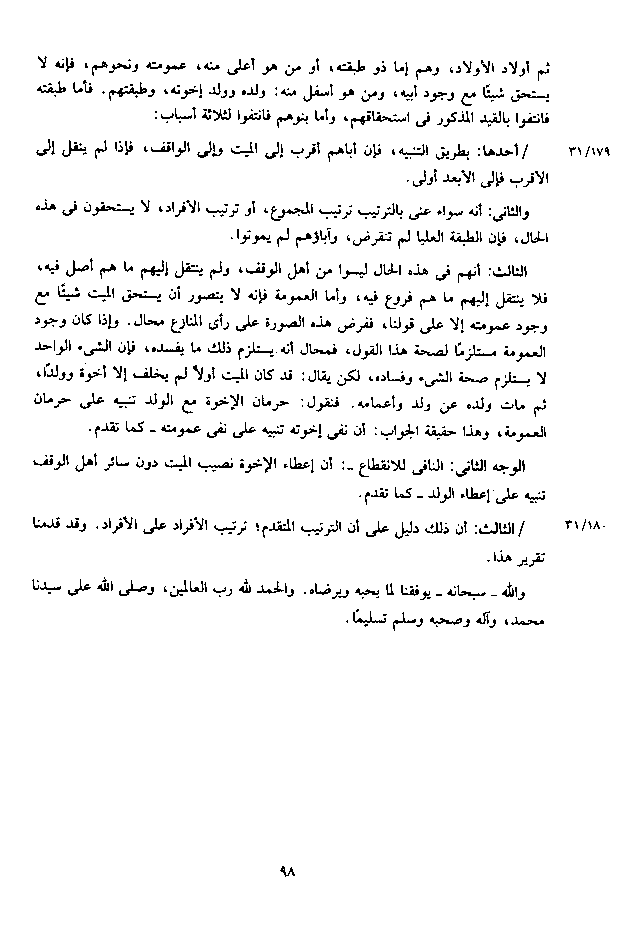 ثم أولاد الأولاد، وهم إما ذو طبقته، أو من هو أعلى منه، عمومته ونحوهم، فإنه لا
يستحق شيئًا مع وجود أبيه، ومن هو أسفل منه: ولده وولد إخوته، وطبقتهم. فأما طبقته
فانتفوا بالقيد المذكور فى استحقاقهم، وأما بنوهم فانتفوا لثلاثة أسباب:
٣١/١٧٩ / أحدها: بطريق التنبيه، فإن أباهم أقرب إلى الميت وإلى الواقف، فإذا لم ينقل إلى
الأقرب فإلى الأبعد أولى.
والثانى: أنه سواء عنى بالترتيب ترتيب المجموع، أو ترتيب الأفراد، لا يستحقون فى هذه
الحال، فإن الطبقة العليا لم تنقرض، وآباؤهم لم يموتوا.
الثالث: أنهم فى هذه الحال ليسوا من أهل الوقف، ولم ينتقل إليهم ما هم أصل فيه،
فلا ينتقل إليهم ما هم فروع فيه، وأما العمومة فإنه لا يتصور أن يستحق الميت شيئًا مع
وجود عمومته إلا على قولنا، ففرض هذه الصورة على رأى المنازع محال. وإذا كان وجود
العمومة مستلزمًا لصحة هذا القول، فمحال أنه يستلزم ذلك ما يفسده، فإن الشىء الواحد
لا يستلزم صحة الشىء وفساده، لكن يقال: قد كان الميت أولاً لم يخلف إلا أخوة وولدًا،
ثم مات ولده عن ولد وأعمامه. فنقول: حرمان الإخوة مع الولد تنبيه على حرمان
العمومة، وهذا حقيقة الجواب: أن نفى إخوته تنبيه على نفى عمومته ـ كما تقدم.
الوجه الثانى: النافى للانقطاع ـ: أن إعطاء الإخوة نصيب الميت دون سائر أهل الوقف
تنبيه على إعطاء الولد ـ كما تقدم.
٣١/١٨٠ / الثالث: أن ذلك دليل على أن الترتيب المتقدم؛ ترتيب الأفراد على الأفراد. وقد قدمنا
تقرير هذا.
والله ـ سبحانه ـ يوفقنا لما يحبه ويرضاه. والحمد لله رب العالمين، وصلى الله على سيدنا
محمد، وآله وصحبه وسلم تسليمًا.
٩٨